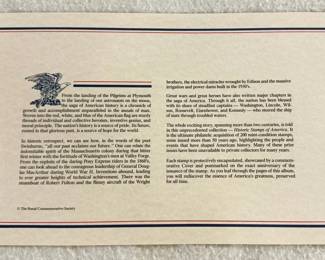 From the landing of the Pilgrims at Plymouth
to the landing of our astronauts on the moon,
the saga of American history is a chronicle of
growth and accomplishment unparalleled in the annals of man.
Woven into the red, white, and blue of the American flag are sturdy
threads of individual and collective heroism, inventive genius, and
moral principle. The nation's history is a source of pride. Its future,
rooted in that glorious past, is a source of hope for the world.
In historic retrospect, we can see how, in the words of the poet
Swinburne, "all our past acclaims our future." One can relate the
indomitable spirit of the Massachusetts colony during that bitter
first winter with the fortitude of Washington's men at Valley Forge.
From the exploits of the daring Pony Express riders in the 1860's,
one can look ahead to the courageous leadership of General Doug-
las MacArthur during World War II. Inventions abound, leading
to ever greater heights of technical achievement. There was the
steamboat of Robert Fulton and the flimsy aircraft of the Wright
© The Postal Commemorative Society
brothers, the electrical miracles wrought by Edison and the massive
irrigation and power dams built in the 1930's.
Great wars and great heroes have also written major chapters in
the saga of America. Through it all, the nation has been blessed
with its share of steadfast captains — Washington, Lincoln, Wil-
son, Roosevelt, Eisenhower, and Kennedy — who steered the ship
of state through troubled waters.
The whole exciting story, spanning more than two centuries, is told
in this unprecedented collection — Historic Stamps of America. It
is the ultimate philatelic acquisition of 200 mint-condition stamps,
some issued more than 50 years ago, highlighting the people and
events that have shaped American history. Many of these prize
issues have been unavailable to private collectors for many years.
Each stamp is protectively encapsulated, showcased by a commem-
orative Cover and postmarked on the exact anniversary of the
issuance of the stamp. As you leaf through the pages of this album,
you will rediscover the essence of America's greatness, preserved
for all time.